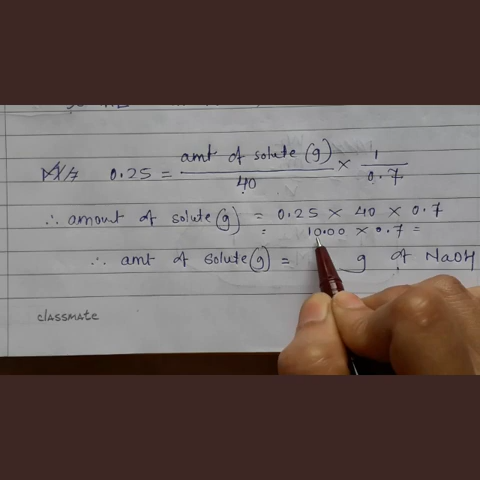 0.25 = amt of solute (g) / 40 × 1 / 0.7
∴ amout of solute (g) = 0.25 × 40 × 0.7
= 10.00 × 0.7 =
∴ amt of solute (g) = g of NaOH
classmate